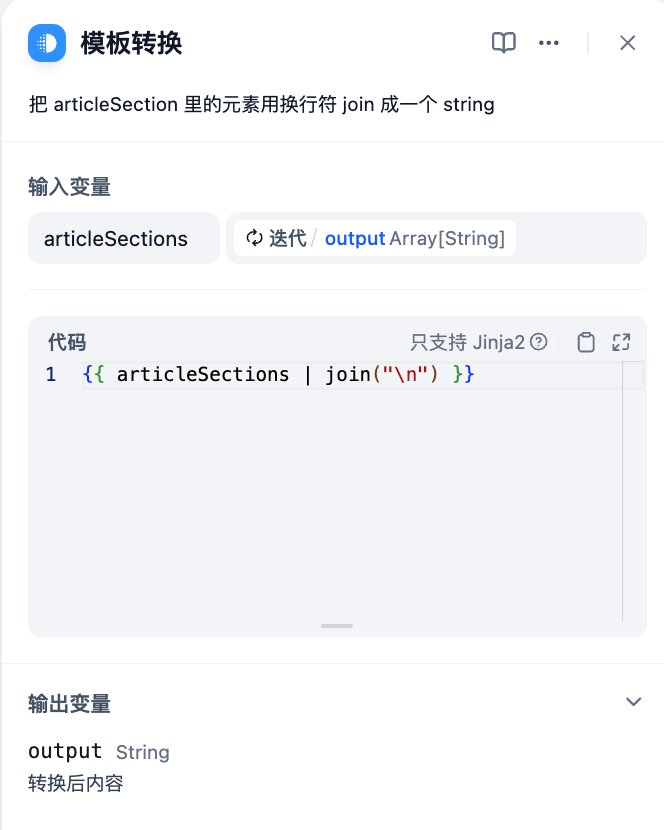 模板转换
把 articleSection 里的元素用换行符 join 成一个 string
输入变量
articleSections 迭代 / output Array[String]
代码 只支持 Jinja2
1 {{ articleSections | join("\n") }}
输出变量
output String
转换后内容